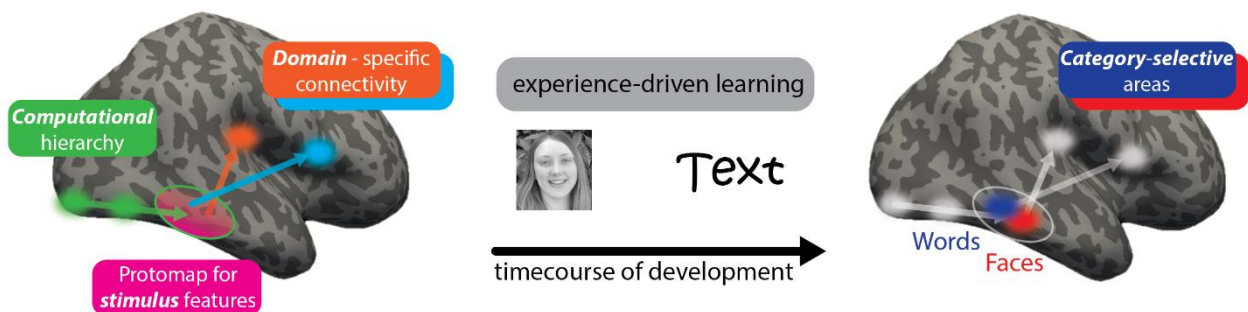 Computational
hierarchy
Domain - specific
connectivity
Protomap for
stimulus features
experience-driven learning
Text
timecourse of development
Category-selective
areas
Words
Faces